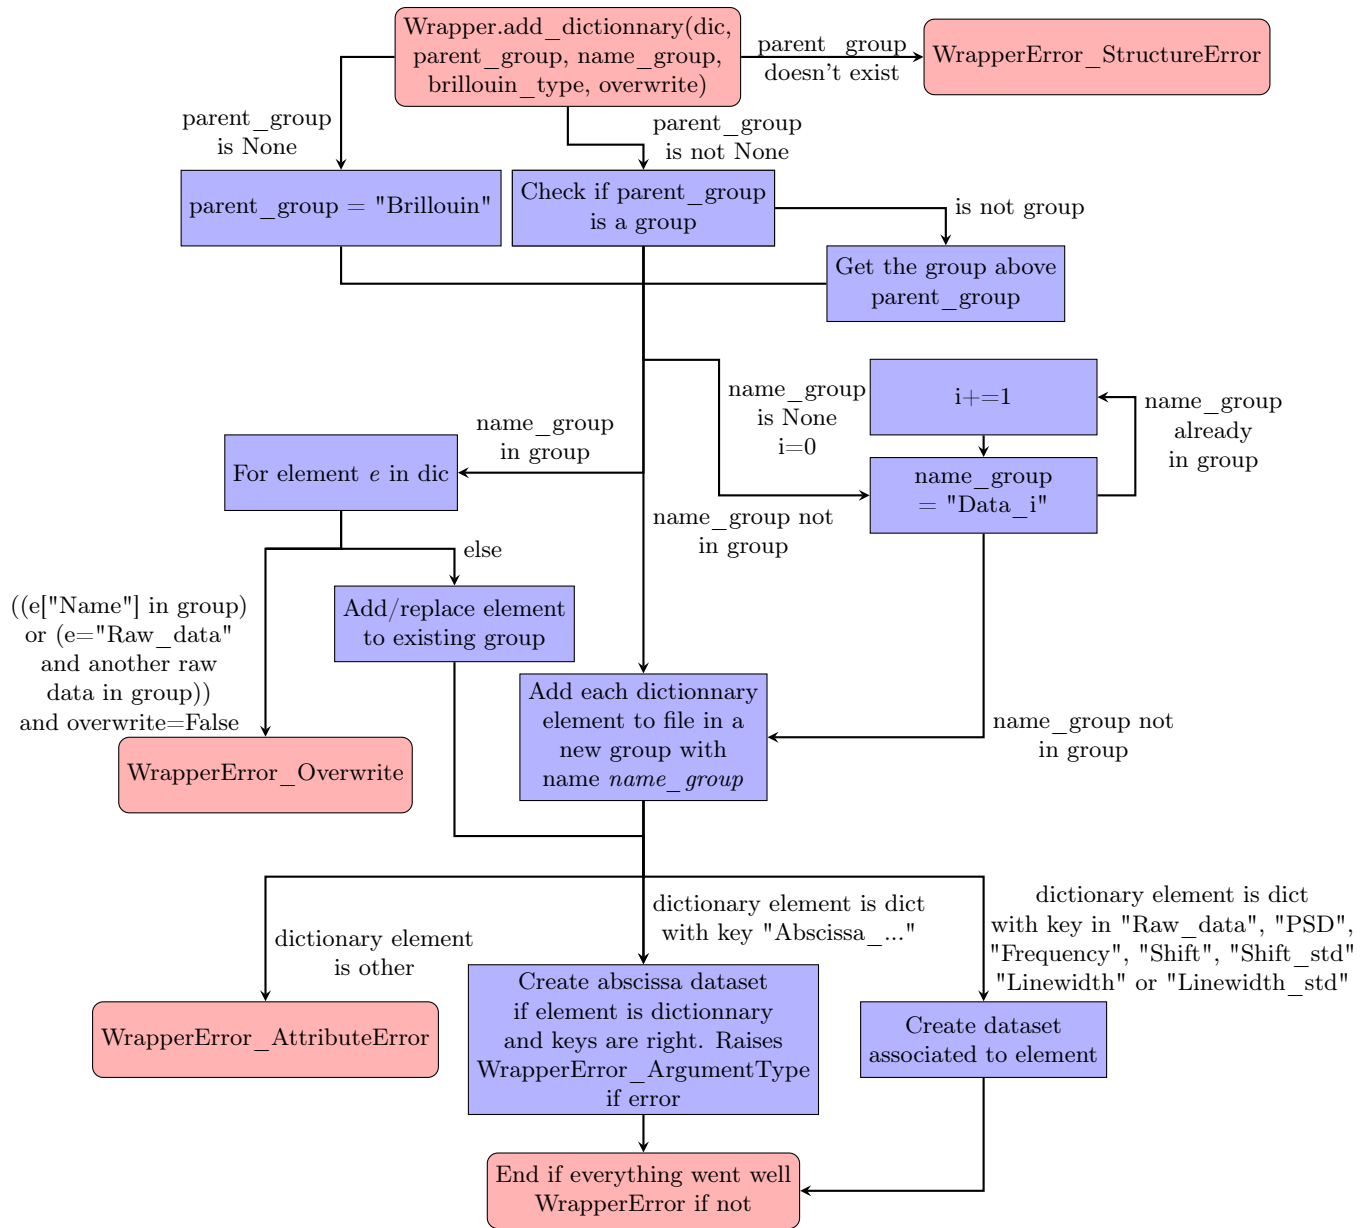 Wrapper.add_dictionnary(dic,
parent_group, name_group,
brillouin_type, overwrite)
parent_group
doesn't exist
WrapperError_StructureError
parent_group
is None
parent_group
is not None
parent_group = "Brillouin"
Check if parent_group
is a group
is not group
Get the group above
parent_group
name_group
is None
i=0
i+=1
name_group
already
in group
name_group
in group
For element e in dic
name_group
= "Data_i"
name_group not
in group
else
((e["Name"] in group)
or (e="Raw_data"
and another raw
data in group))
and overwrite=False
Add/replace element
to existing group
Add each dictionnary
element to file in a
new group with
name name_group
name_group not
in group
WrapperError_Overwrite
dictionary element
is other
dictionary element is dict
with key "Abscissa_..."
dictionary element is dict
with key in "Raw_data", "PSD",
"Frequency", "Shift", "Shift_std"
"Linewidth" or "Linewidth_std"
WrapperError_AttributeError
Create abscissa dataset
if element is dictionnary
and keys are right. Raises
WrapperError_ArgumentType
if error
Create dataset
associated to element
End if everything went well
WrapperError if not